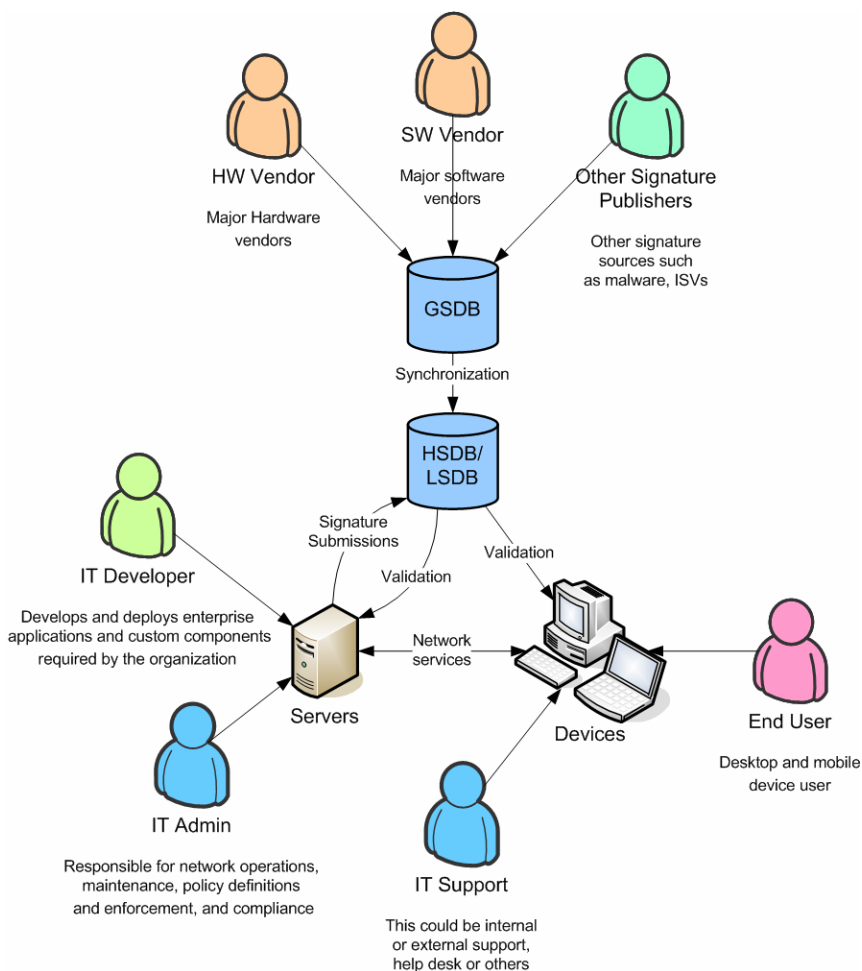 SW Vendor
Major software
vendors
HW Vendor
Major Hardware
vendors
Other Signature
Publishers
Other signature
sources such
as malware, ISVs
GSDB
Synchronization
HSDB/
LSDB
Signature
Submissions
Validation
Validation
IT Developer
Develops and deploys enterprise
applications and custom components
required by the organization
Network
services
Servers
Devices
End User
Desktop and mobile
device user
IT Admin
Responsible for network operations,
maintenance, policy definitions
and enforcement, and compliance
IT Support
This could be internal
or external support,
help desk or others